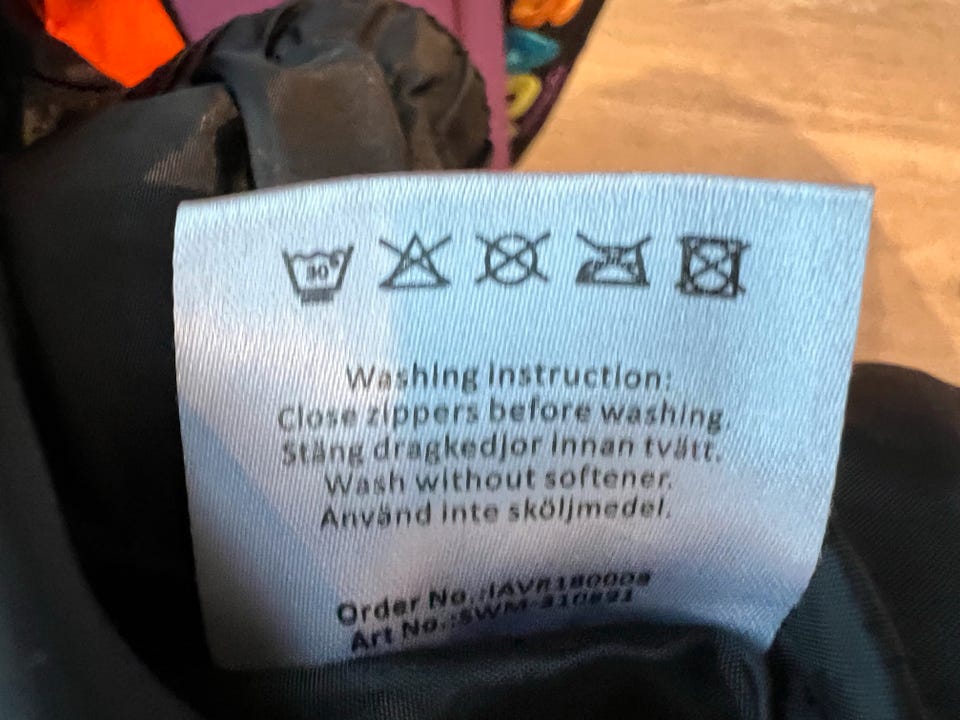 30°
Washing instruction:
Close zippers before washing.
Stäng dragkedjor innan tvätt.
Wash without softener.
Använd inte sköljmedel.
Order No.:
Art No.: